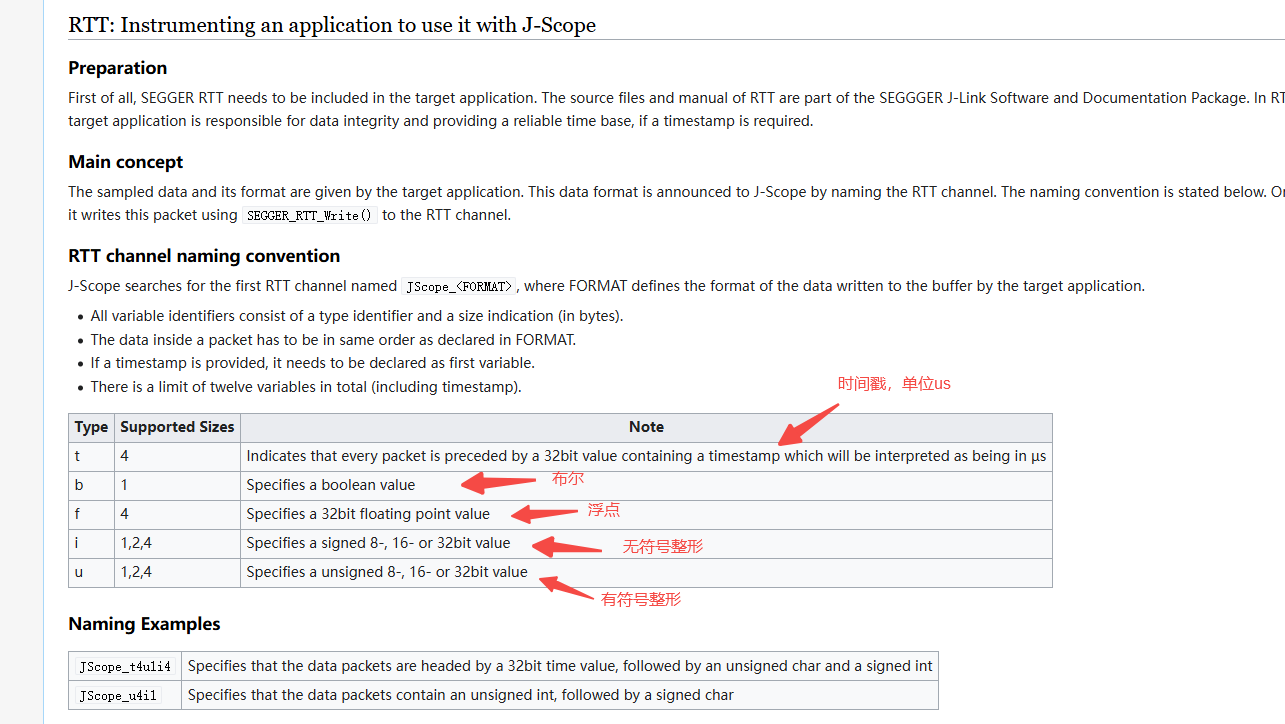 RTT: Instrumenting an application to use it with J-Scope
Preparation
First of all, SEGGER RTT needs to be included in the target application. The source files and manual of RTT are part of the SEGGGER J-Link Software and Documentation Package. In RT
target application is responsible for data integrity and providing a reliable time base, if a timestamp is required.
Main concept
The sampled data and its format are given by the target application. This data format is announced to J-Scope by naming the RTT channel. The naming convention is stated below. Or
it writes this packet using SEGGER_RTT_Write() to the RTT channel.
RTT channel naming convention
J-Scope searches for the first RTT channel named JScope_<FORMAT>, where FORMAT defines the format of the data written to the buffer by the target application.
• All variable identifiers consist of a type identifier and a size indication (in bytes).
• The data inside a packet has to be in same order as declared in FORMAT.
• If a timestamp is provided, it needs to be declared as first variable.
• There is a limit of twelve variables in total (including timestamp).
时间戳，单位us
Type Supported Sizes Note
t 4 Indicates that every packet is preceded by a 32bit value containing a timestamp which will be interpreted as being in µs
b 1 Specifies a boolean value 布尔
f 4 Specifies a 32bit floating point value 浮点
i 1,2,4 Specifies a signed 8-, 16- or 32bit value 无符号整形
u 1,2,4 Specifies a unsigned 8-, 16- or 32bit value
有符号整形
Naming Examples
JScope_t4u1i4 Specifies that the data packets are headed by a 32bit time value, followed by an unsigned char and a signed int
JScope_u4i1 Specifies that the data packets contain an unsigned int, followed by a signed char